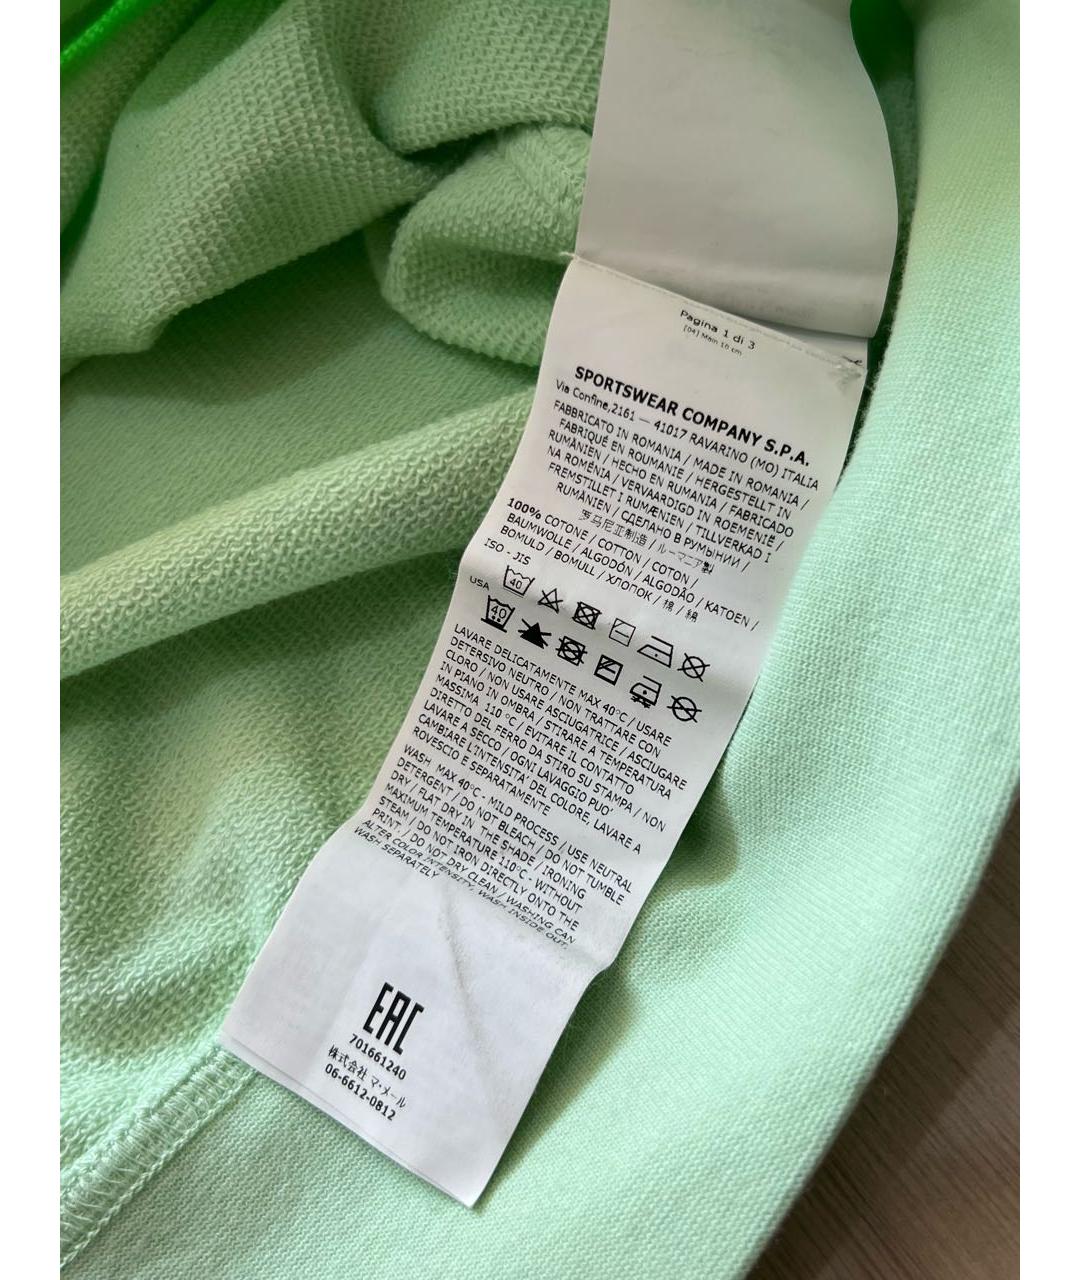 Pagina 1 di 3
[04] Main 10 cm
SPORTSWEAR COMPANY S.P.A.
Via Confine,2161 — 41017 RAVARINO (MO) ITALIA
FABBRICATO IN ROMANIA / MADE IN ROMANIA /
FABRIQUÉ EN ROUMANIE / HERGESTELLT IN
RUMÄNIEN / HECHO EN RUMANIA / FABRICADO
NA ROMÉNIA / VERVAARDIGD IN ROEMENIË /
FREMSTILLET I RUMÆNIEN / TILLVERKAD I
RUMÄNIEN / СДЕЛАНО В РУМЫНИИ /
罗马尼亚制造 / ルーマニア製
100% COTONE / COTTON / COTON /
BAUMWOLLE / ALGODÓN / ALGODÃO / KATOEN /
BOMULD / BOMULL / ХЛОПОК / 棉 / 綿
ISO - JIS
40
USA
40
LAVARE DELICATAMENTE MAX 40°C / USARE
DETERSIVO NEUTRO / NON TRATTARE CON
CLORO / NON USARE ASCIUGATRICE / ASCIUGARE
IN PIANO IN OMBRA / STIRARE A TEMPERATURA
MASSIMA 110 °C / EVITARE IL CONTATTO
DIRETTO DEL FERRO DA STIRO SU STAMPA / NON
LAVARE A SECCO / OGNI LAVAGGIO PUO'
CAMBIARE L'INTENSITA' DEL COLORE, LAVARE A
ROVESCIO E SEPARATAMENTE
WASH MAX 40°C - MILD PROCESS / USE NEUTRAL
DETERGENT / DO NOT BLEACH / DO NOT TUMBLE
DRY / FLAT DRY IN THE SHADE / IRONING
MAXIMUM TEMPERATURE 110°C - WITHOUT
STEAM / DO NOT IRON DIRECTLY ONTO THE
PRINT. / DO NOT DRY CLEAN / WASHING CAN
ALTER COLOR INTENSITY, WASH INSIDE OUT,
WASH SEPARATELY
EAC
701661240
株式会社 マ・メール
06-6612-0812